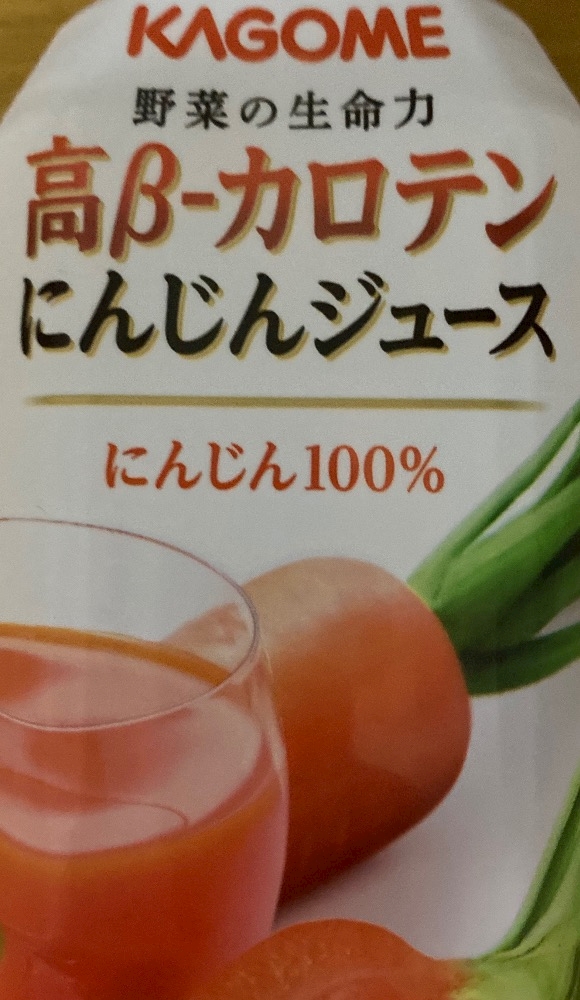 KAGOME
野菜の生命力
高β-カロテン
にんじんジュース
にんじん100%